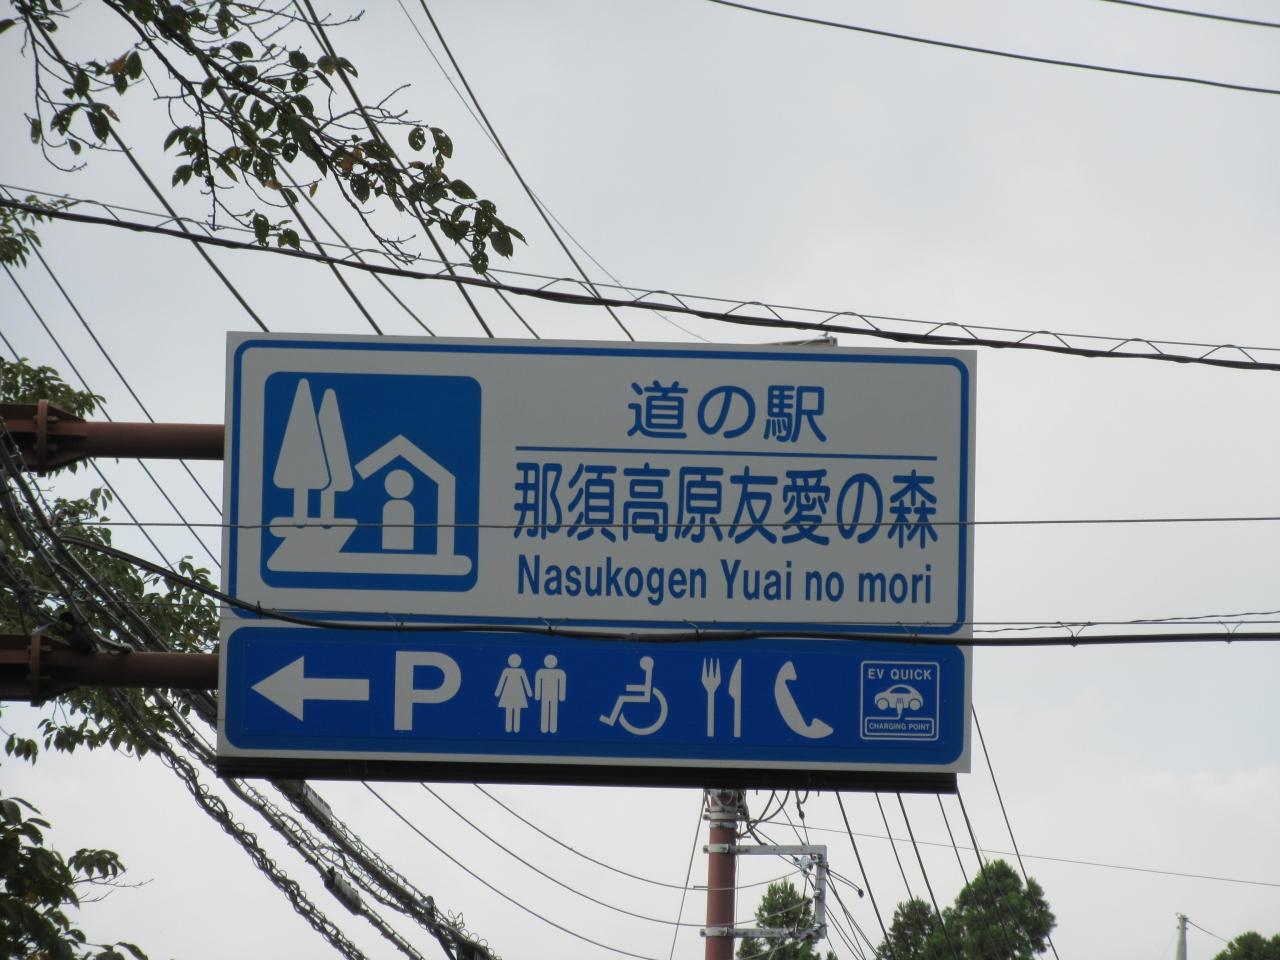 道の駅
那須高原友愛の森
Nasukogen Yuai no mori
P
EV QUICK
CHARGING POINT